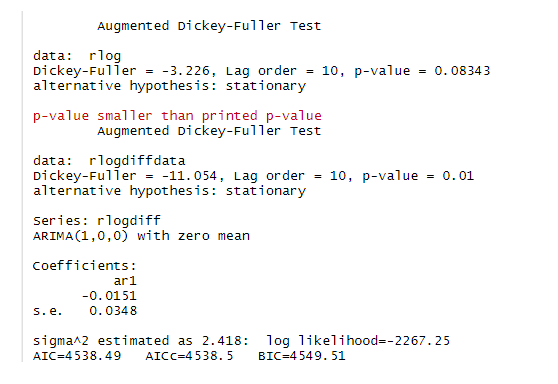 Augmented Dickey-Fuller Test
data: rlog
Dickey-Fuller = -3.226, Lag order = 10, p-value = 0.08343
alternative hypothesis: stationary
p-value smaller than printed p-value
Augmented Dickey-Fuller Test
data: rlogdiffdata
Dickey-Fuller = -11.054, Lag order = 10, p-value = 0.01
alternative hypothesis: stationary
Series: rlogdiff
ARIMA(1,0,0) with zero mean
Coefficients:
ar1
-0.0151
s.e. 0.0348
sigma^2 estimated as 2.418: log likelihood=-2267.25
AIC=4538.49 AICc=4538.5 BIC=4549.51